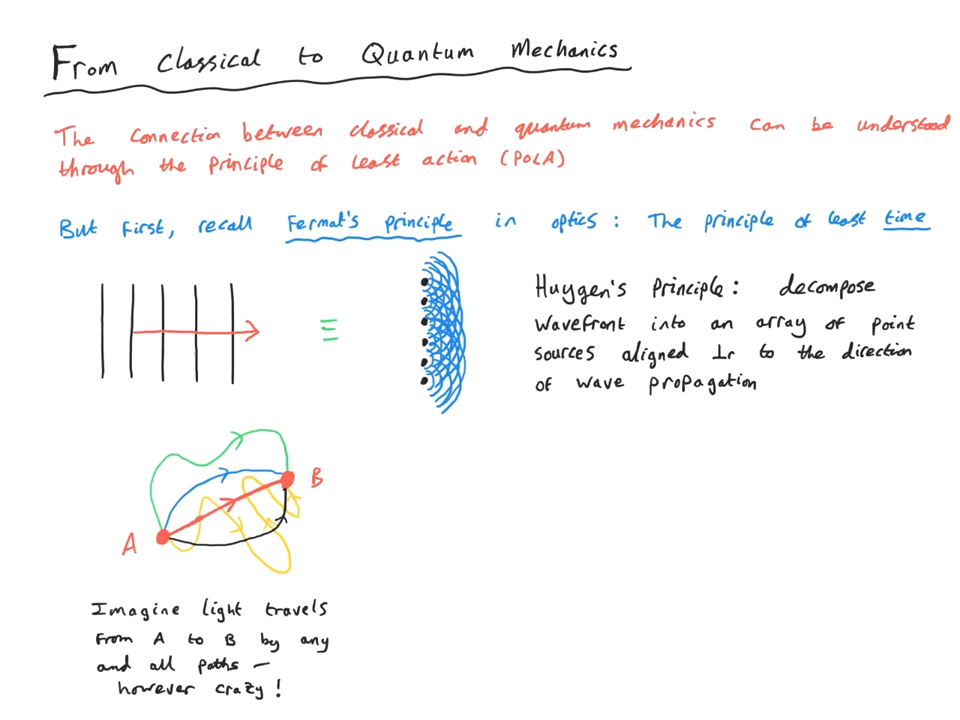 From Classical to Quantum Mechanics
The connection between classical and quantum mechanics can be understood
through the principle of least action (PoLA)
But first, recall Fermat's principle in optics : The principle of least time
Huygen's Principle : decompose
wavefront into an array of point
sources aligned ⊥r to the direction
of wave propagation
≡
A
B
Imagine light travels
from A to B by any
and all paths –
however crazy !